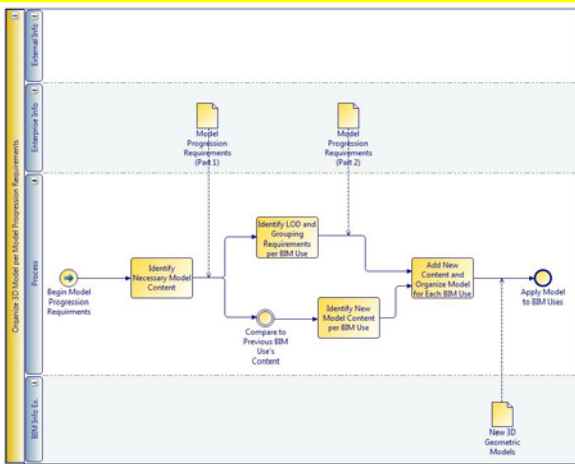 Organize 3D Model per Model Progression Requirements
External Info
Enterprise Info
Model
Progression
Requirements
(Part 1)
Model
Progression
Requirements
(Part 2)
Process
Begin Model
Progression
Requirments
Identify
Necessary Model
Content
Identify LOD and
Grouping
Requirements
per BIM Use
Compare to
Previous BIM
Use's
Content
Identify New
Model Content
per BIM Use
Add New
Content and
Organize Model
for Each BIM Use
Apply Model
to BIM Uses
BIM Info Ex.
New 3D
Geometric
Models